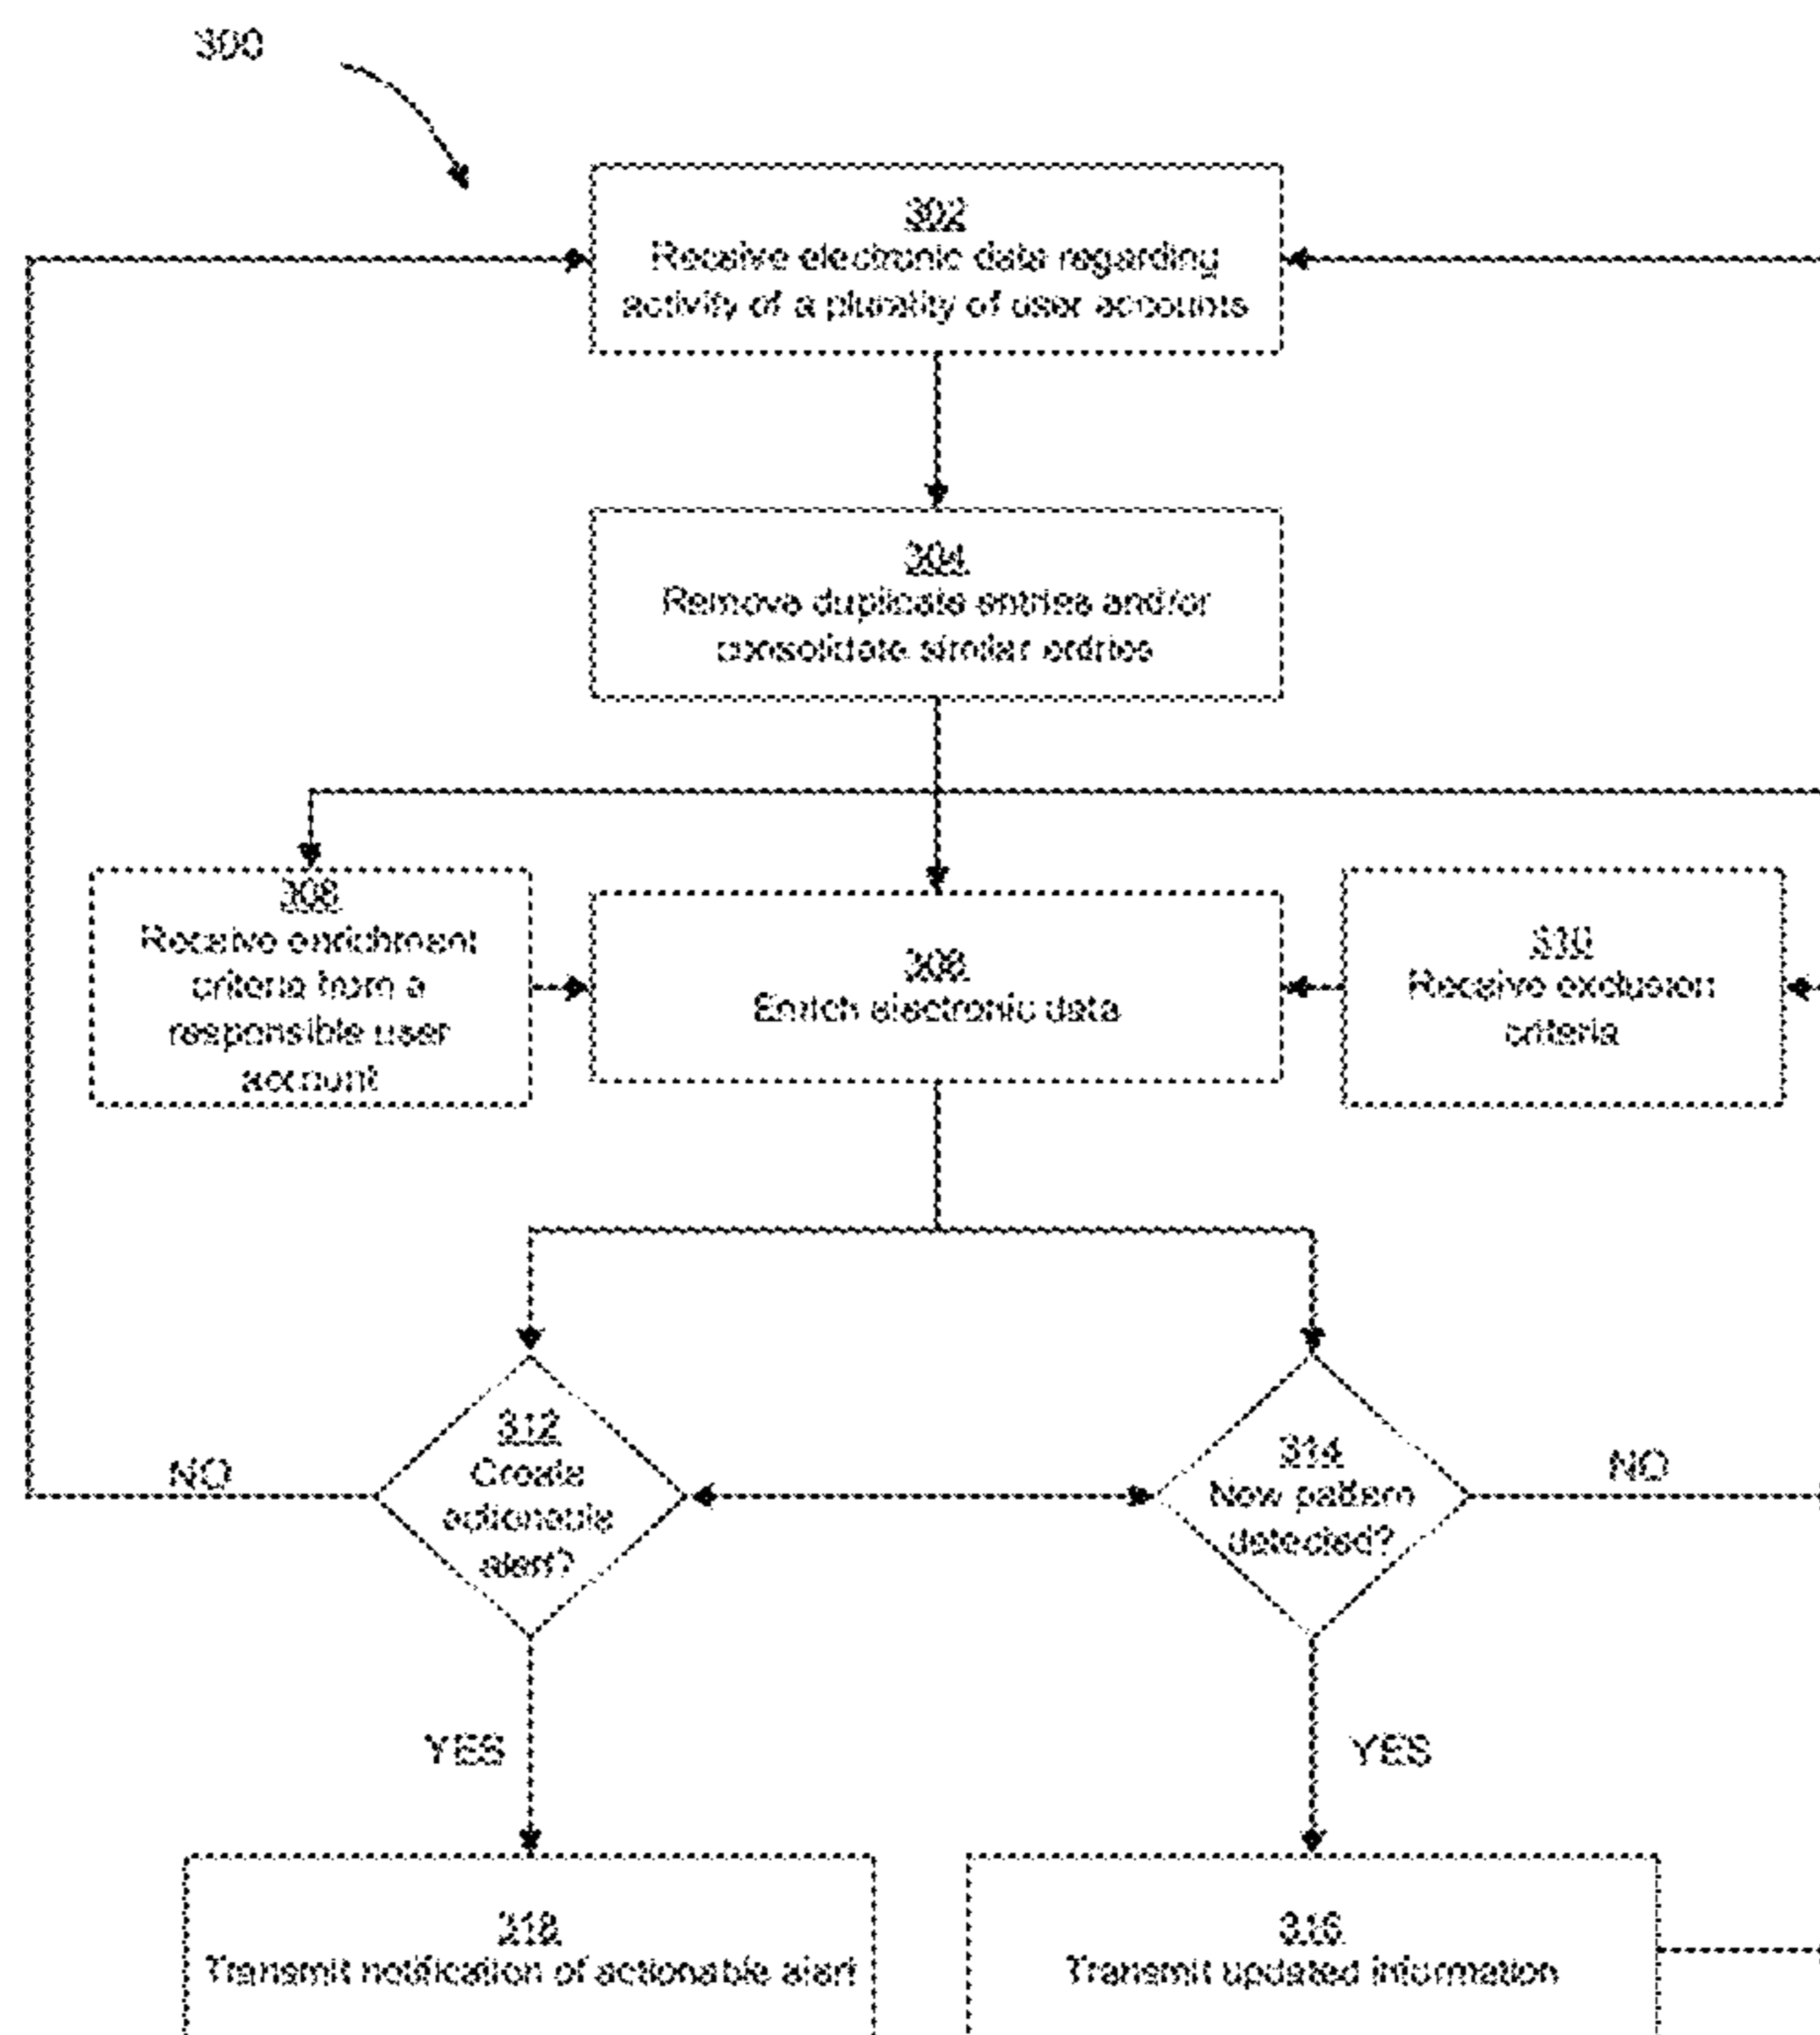 300
302
Receive electronic data regarding
activity of a plurality of user accounts
304
Remove duplicate entries and/or
consolidate similar entries
308
Receive enrichment
criteria from a
responsible user
account
306
Enrich electronic data
310
Receive exclusion
criteria
312
Create
actionable
alert?
314
New pattern
detected?
NO
NO
YES
YES
318
Transmit notification of actionable alert
316
Transmit updated information